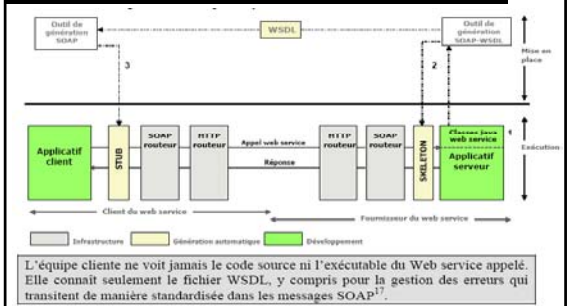 Outil de
génération
SOAP
WSDL
Outil de
génération
SOAP-WSDL
3
2
Mise en
place
Applicatif
client
STUB
SOAP
routeur
HTTP
routeur
Appel web service
Réponse
HTTP
routeur
SOAP
routeur
SKELETON
Classes java
web service
Applicatif
serveur
Exécution
Client du web service
Fournisseur du web service
Infrastructure
Génération automatique
Développement
L'équipe cliente ne voit jamais le code source ni l'exécutable du Web service appelé.
Elle connaît seulement le fichier WSDL, y compris pour la gestion des erreurs qui
transitent de manière standardisée dans les messages SOAP17.